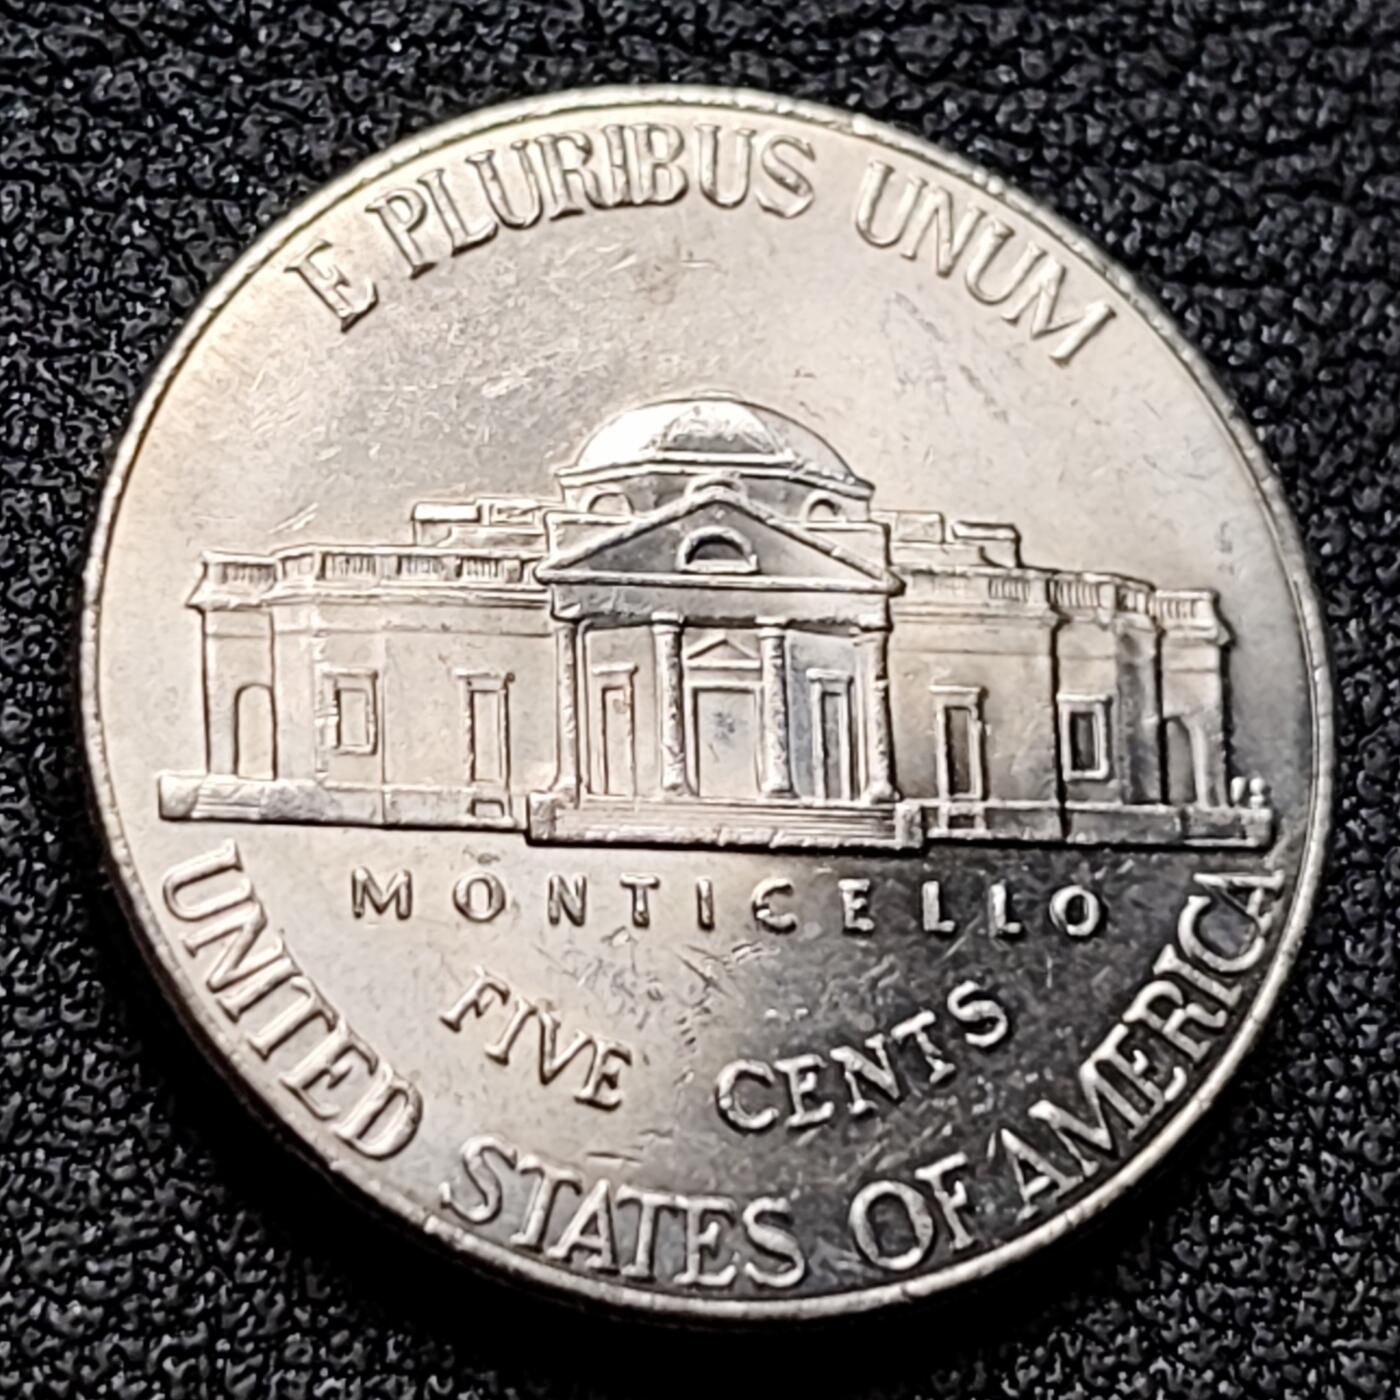 E PLURIBUS UNUM
MONTICELLO
FIVE CENTS
UNITED STATES OF AMERICA